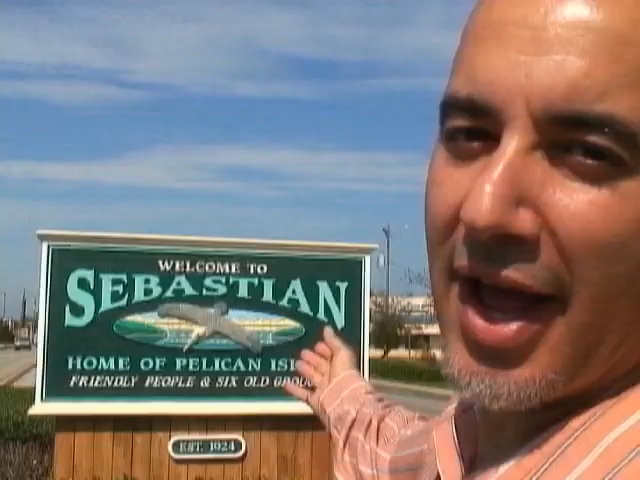 WELCOME TO
SEBASTIAN
HOME OF PELICAN
FRIENDLY PEOPLE & SIX OLD
EST. 1924